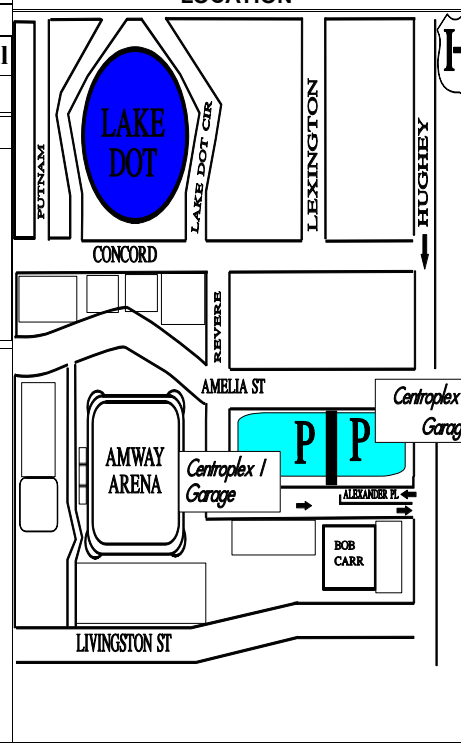 LOCATION
LAKE
DOT
PUTNAM
LAKE DOT CIR
LEXINGTON
HUGHEY
CONCORD
REVERE
AMELIA ST
Centroplex
P P
AMWAY
ARENA
Centroplex I
Garage
ALEXANDER PL
BOB
CARR
LIVINGSTON ST